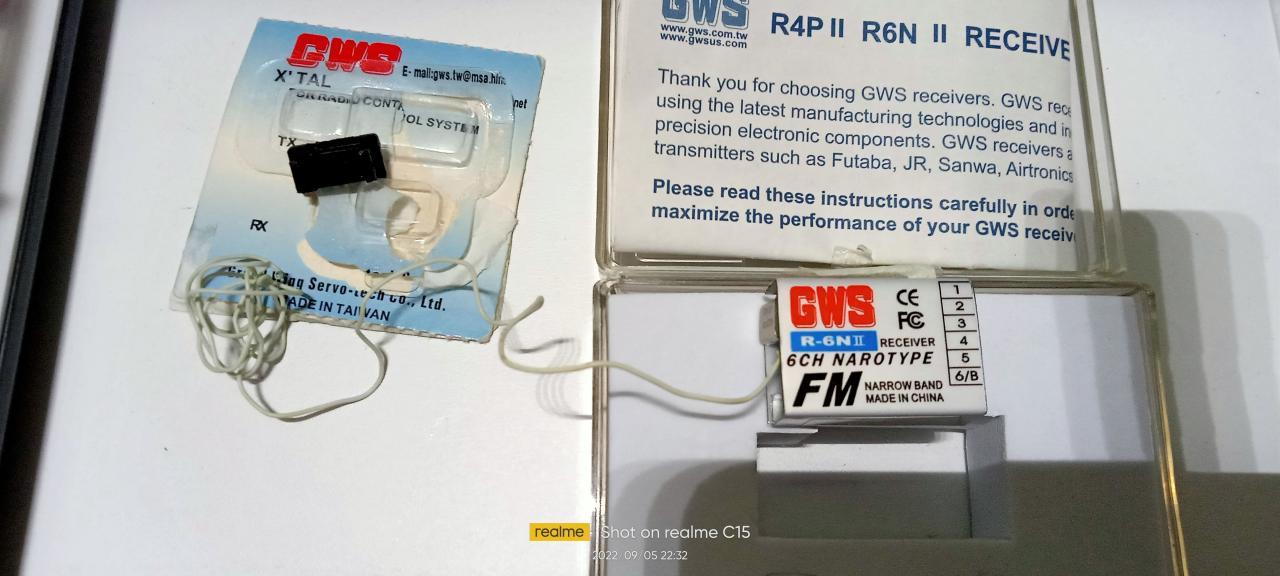 GWS
E- mail:gws.tw@msa.hinet.net
X'TAL
FOR RADIO CONTROL SYSTEM
TX
RX
Servo-tech Co., Ltd.
MADE IN TAIWAN
GWS
www.gws.com.tw
www.gwsus.com
R4P II R6N II RECEIVE
Thank you for choosing GWS receivers. GWS rece
using the latest manufacturing technologies and in
precision electronic components. GWS receivers a
transmitters such as Futaba, JR, Sanwa, Airtronics
Please read these instructions carefully in orde
maximize the performance of your GWS receiv
GWS
CE
FC
R-6N II RECEIVER
6CH NAROTYPE
FM
NARROW BAND
MADE IN CHINA
1
2
3
4
5
6/B
realme Shot on realme C15
2022. 09. 05 22:32